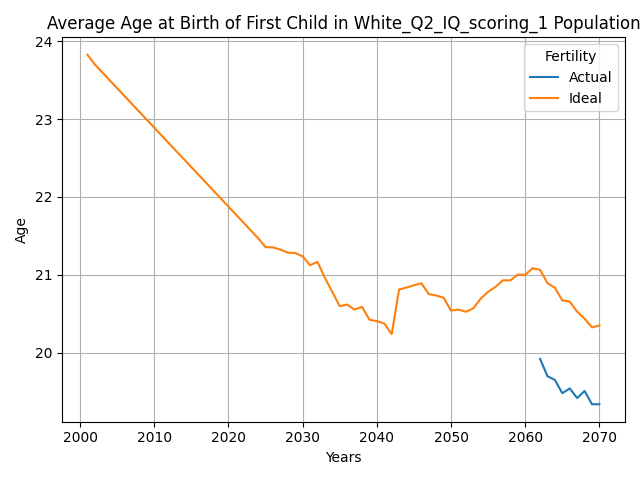 Average Age at Birth of First Child in White_Q2_IQ_scoring_1 Population
24
23
22
21
20
Age
Fertility
Actual
Ideal
2000 2010 2020 2030 2040 2050 2060 2070
Years